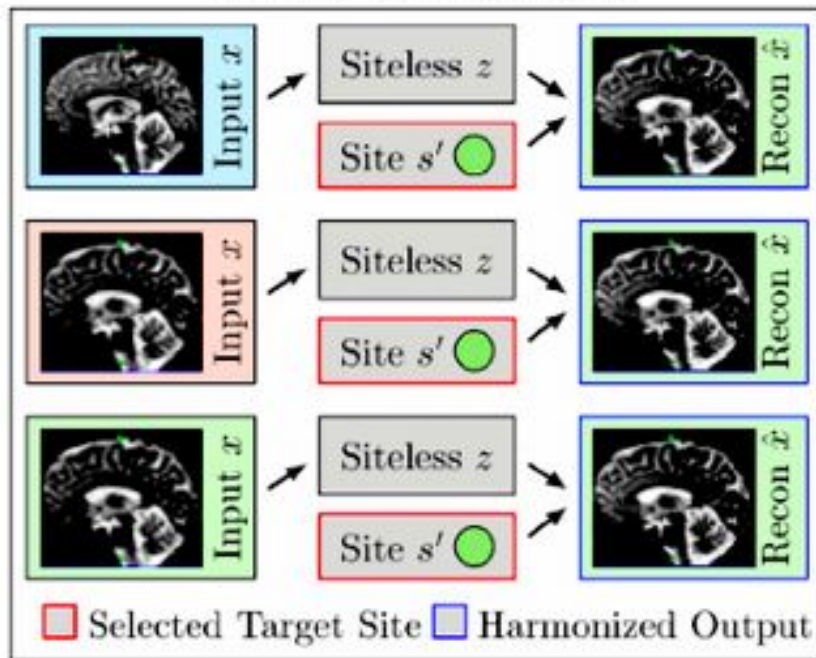 Input x
Siteless z
Site s′
Recon x̂
Input x
Siteless z
Site s′
Recon x̂
Input x
Siteless z
Site s′
Recon x̂
Selected Target Site
Harmonized Output